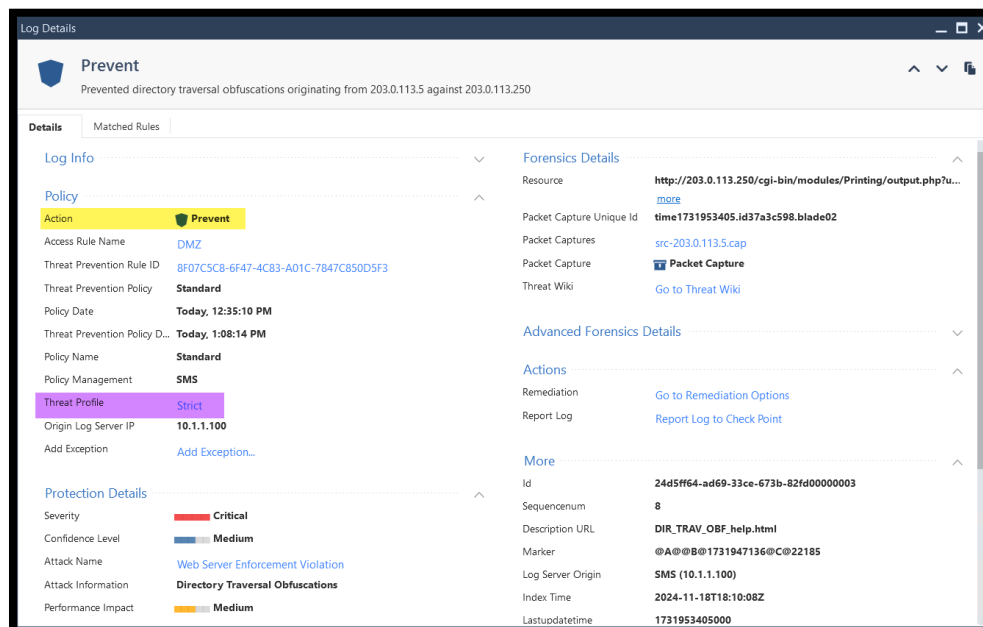 Log Details
Prevent
Prevented directory traversal obfuscations originating from 203.0.113.5 against 203.0.113.250
Details Matched Rules
Log Info
Policy
Action Prevent
Access Rule Name DMZ
Threat Prevention Rule ID 8F07C5C8-6F47-4C83-A01C-7847C850D5F3
Threat Prevention Policy Standard
Policy Date Today, 12:35:10 PM
Threat Prevention Policy D... Today, 1:08:14 PM
Policy Name Standard
Policy Management SMS
Threat Profile Strict
Origin Log Server IP 10.1.1.100
Add Exception Add Exception...
Protection Details
Severity Critical
Confidence Level Medium
Attack Name Web Server Enforcement Violation
Attack Information Directory Traversal Obfuscations
Performance Impact Medium
Forensics Details
Resource http://203.0.113.250/cgi-bin/modules/Printing/output.php?u...
more
Packet Capture Unique Id time1731953405.id37a3c598.blade02
Packet Captures src-203.0.113.5.cap
Packet Capture Packet Capture
Threat Wiki Go to Threat Wiki
Advanced Forensics Details
Actions
Remediation Go to Remediation Options
Report Log Report Log to Check Point
More
Id 24d5ff64-ad69-33ce-673b-82fd00000003
Sequencenum 8
Description URL DIR_TRAV_OBF_help.html
Marker @A@@B@1731947136@C@22185
Log Server Origin SMS (10.1.1.100)
Index Time 2024-11-18T18:10:08Z
Lastupdatetime 1731953405000